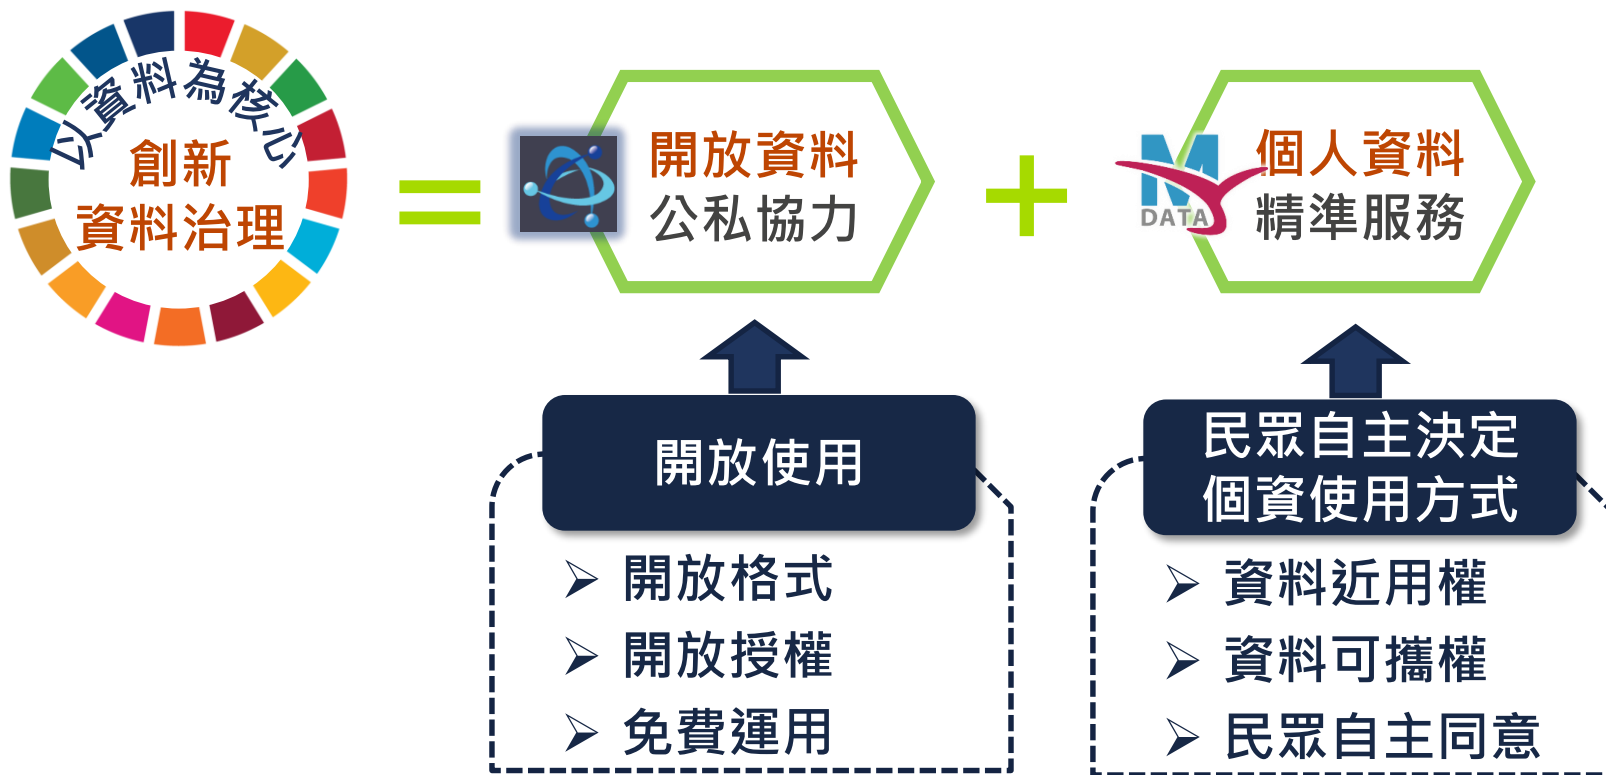 以資料為核心
創新
資料治理
開放資料
公私協力
M
DATA
個人資料
精準服務
開放使用
開放格式
開放授權
免費運用
民眾自主決定
個資使用方式
資料近用權
資料可攜權
民眾自主同意